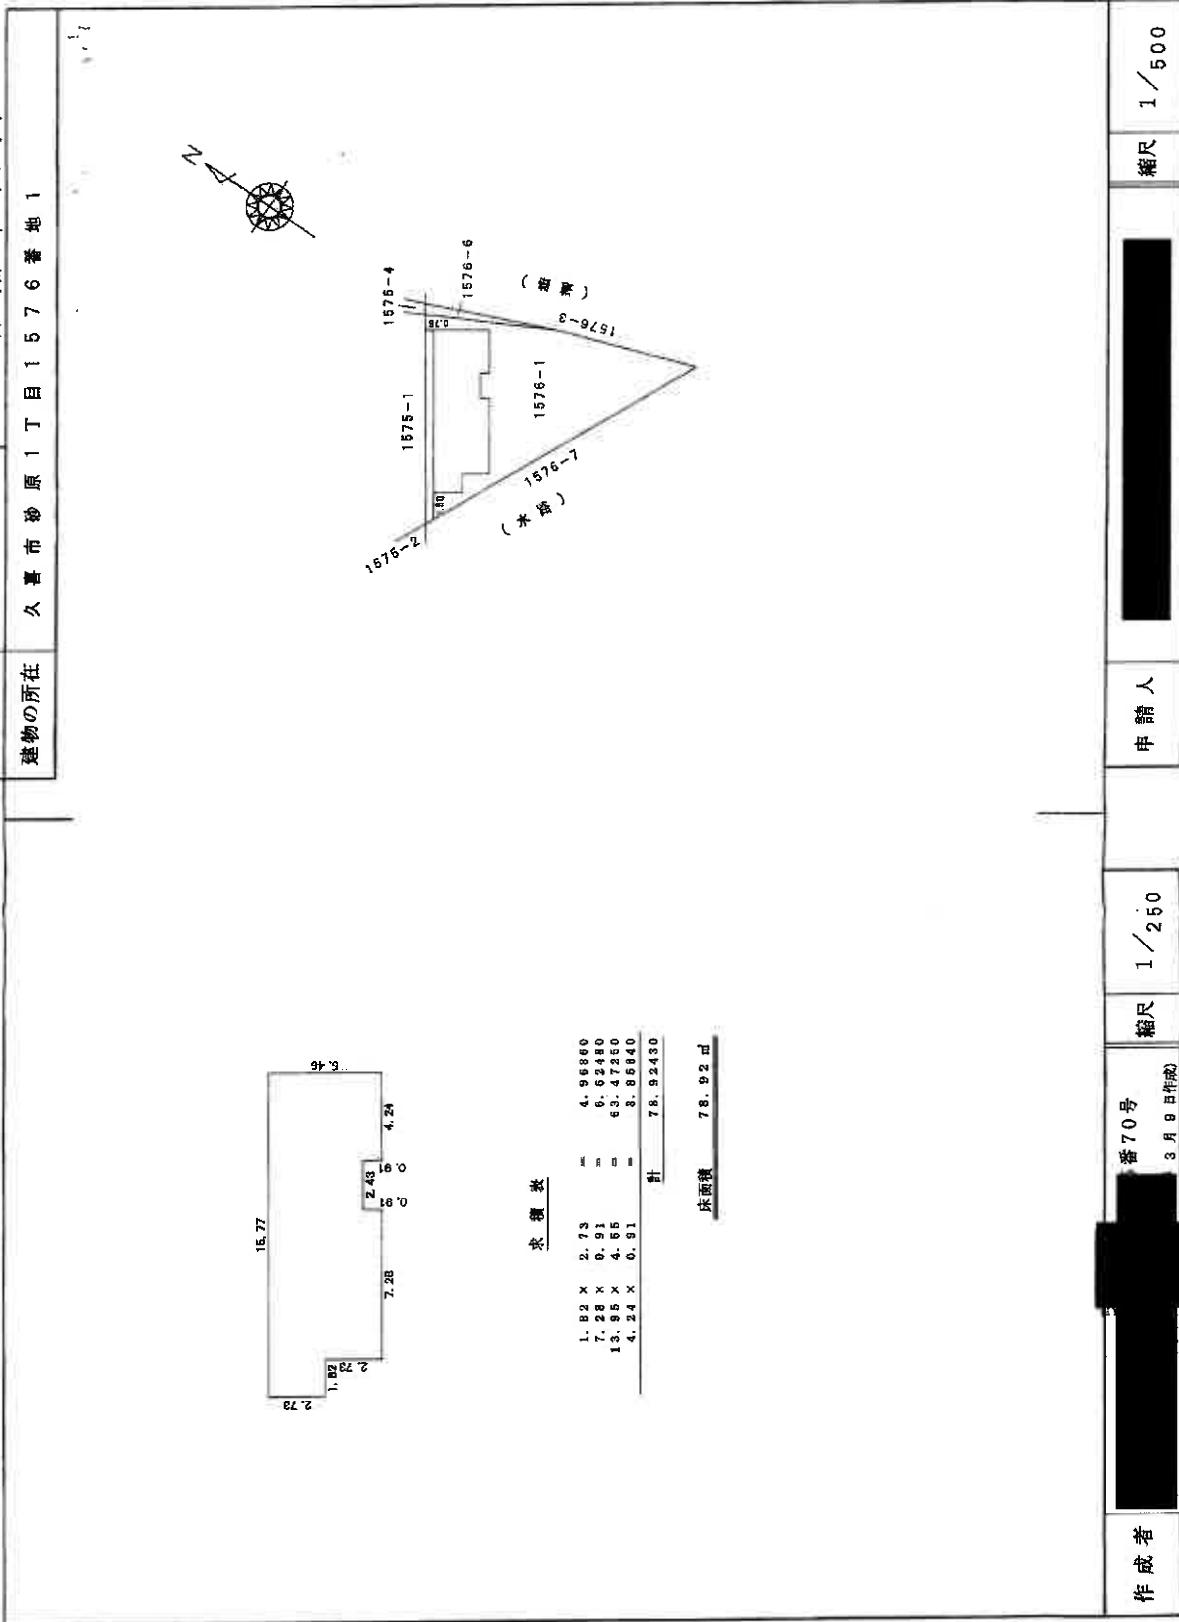 建物の所在 久喜市砂原1丁目1576番地1
15.77
5.46
2.73
1.82
2.73
7.28
0.91
2.43
0.91
4.24
求積表
1.82 × 2.73 = 4.96860
7.28 × 0.91 = 6.62480
13.95 × 4.55 = 63.47250
4.24 × 0.91 = 3.85840
計 78.92430
床面積 78.92㎡
N
1575-4
1576-6
1575-1
0.75
(道路)
1576-3
1576-1
1576-7
(水路)
.80
1575-2
作成者
番70号
3月9日作成)
縮尺 1/250
申請人
縮尺 1/500